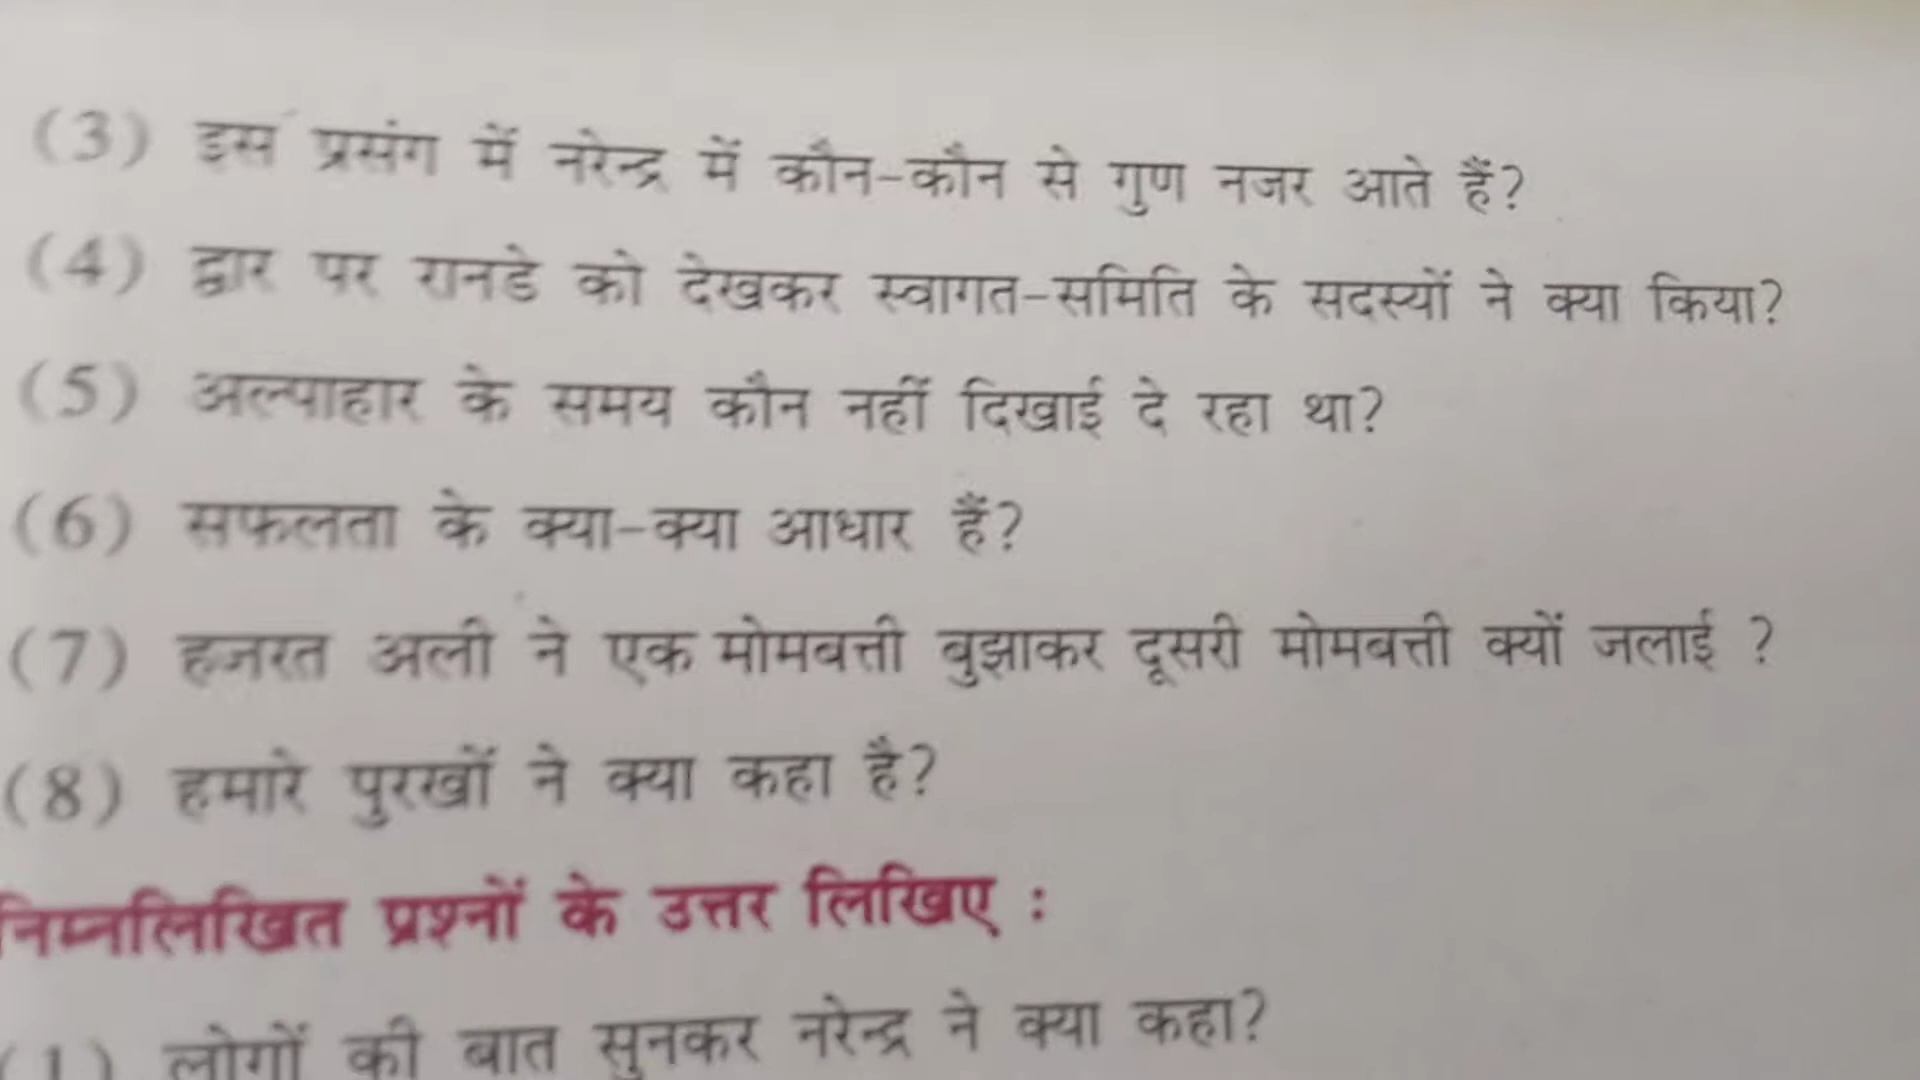 (3) इस प्रसंग में नरेन्द्र में कौन-कौन से गुण नजर आते हैं?
(4) द्वार पर रानडे को देखकर स्वागत-समिति के सदस्यों ने क्या किया?
(5) अल्पाहार के समय कौन नहीं दिखाई दे रहा था?
(6) सफलता के क्या-क्या आधार हैं?
(7) हजरत अली ने एक मोमबत्ती बुझाकर दूसरी मोमबत्ती क्यों जलाई ?
(8) हमारे पुरखों ने क्या कहा है?
निम्नलिखित प्रश्नों के उत्तर लिखिए :
(1) लोगों की बात सुनकर नरेन्द्र ने क्या कहा?